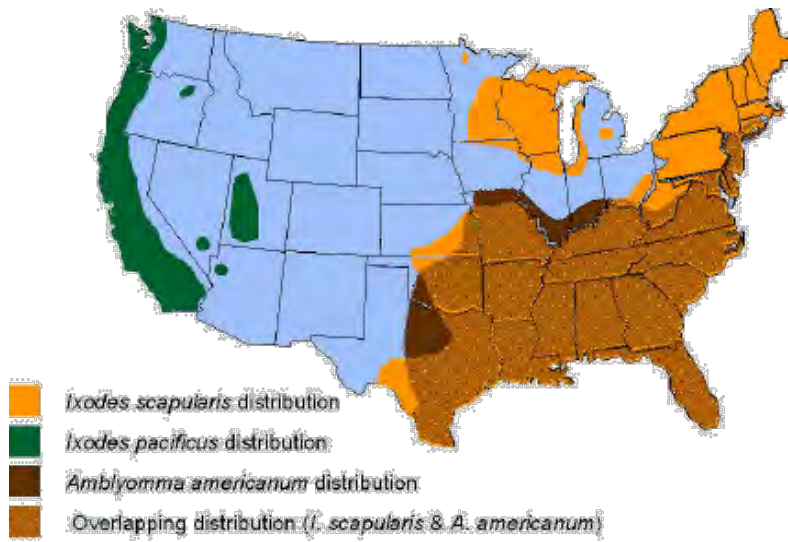 Ixodes scapularis distribution
Ixodes pacificus distribution
Amblyomma americanum distribution
Overlapping distribution (I. scapularis & A. americanum)